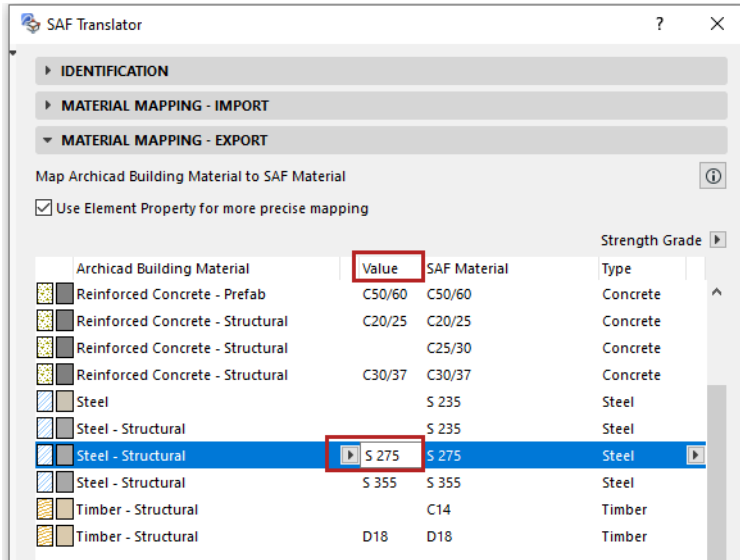 SAF Translator ? ×
IDENTIFICATION
MATERIAL MAPPING - IMPORT
MATERIAL MAPPING - EXPORT
Map Archicad Building Material to SAF Material
Use Element Property for more precise mapping
Strength Grade
Archicad Building Material Value SAF Material Type
Reinforced Concrete - Prefab C50/60 C50/60 Concrete
Reinforced Concrete - Structural C20/25 C20/25 Concrete
Reinforced Concrete - Structural C25/30 Concrete
Reinforced Concrete - Structural C30/37 C30/37 Concrete
Steel S 235 Steel
Steel - Structural S 235 Steel
Steel - Structural S 275 S 275 Steel
Steel - Structural S 355 S 355 Steel
Timber - Structural C14 Timber
Timber - Structural D18 D18 Timber